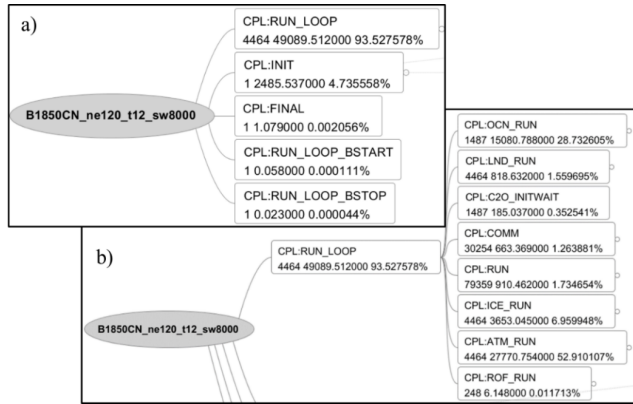 a)
CPL:RUN_LOOP
4464 49089.512000 93.527578%
CPL:INIT
1 2485.537000 4.735558%
B1850CN_ne120_t12_sw8000
CPL:FINAL
1 1.079000 0.002056%
CPL:RUN_LOOP_BSTART
1 0.058000 0.000111%
CPL:RUN_LOOP_BSTOP
1 0.023000 0.000044%
b)
CPL:RUN_LOOP
4464 49089.512000 93.527578%
B1850CN_ne120_t12_sw8000
CPL:OCN_RUN
1487 15080.788000 28.732605%
CPL:LND_RUN
4464 818.632000 1.559695%
CPL:C2O_INITWAIT
1487 185.037000 0.352541%
CPL:COMM
30254 663.369000 1.263881%
CPL:RUN
79359 910.462000 1.734654%
CPL:ICE_RUN
4464 3653.045000 6.959948%
CPL:ATM_RUN
4464 27770.754000 52.910107%
CPL:ROF_RUN
248 6.148000 0.011713%